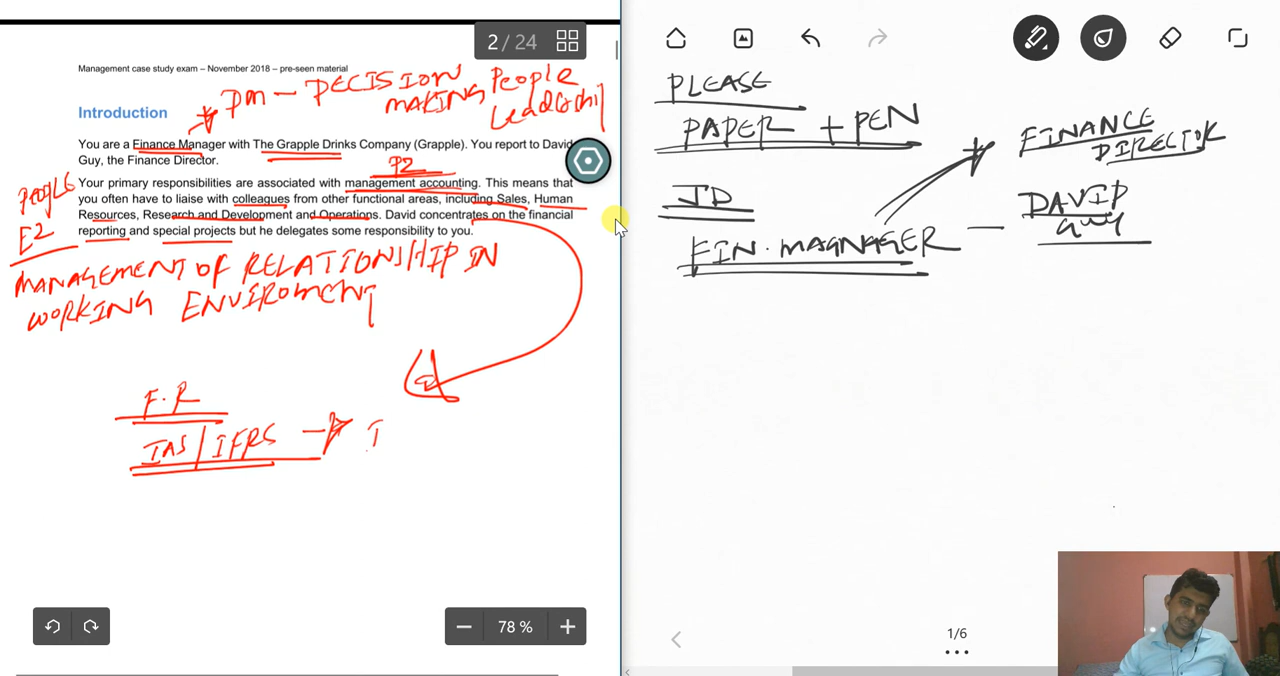 2 / 24
Management case study exam – November 2018 – pre-seen material
PM – DECISION
MAKING
People
Introduction
You are a Finance Manager with The Grapple Drinks Company (Grapple). You report to David
Guy, the Finance Director.
P2
Your primary responsibilities are associated with management accounting. This means that
you often have to liaise with colleagues from other functional areas, including Sales, Human
Resources, Research and Development and Operations. David concentrates on the financial
reporting and special projects but he delegates some responsibility to you.
PEOPLE
E2
MANAGEMENT OF RELATIONSHIP IN
WORKING ENVIROMENT
F.R
IAS/IFRS → I
78 %
PLEASE
PAPER + PEN
JD
FIN. MAGNAGER –
FINANCE
DIRECTOR
DAVID
GUY
1/6